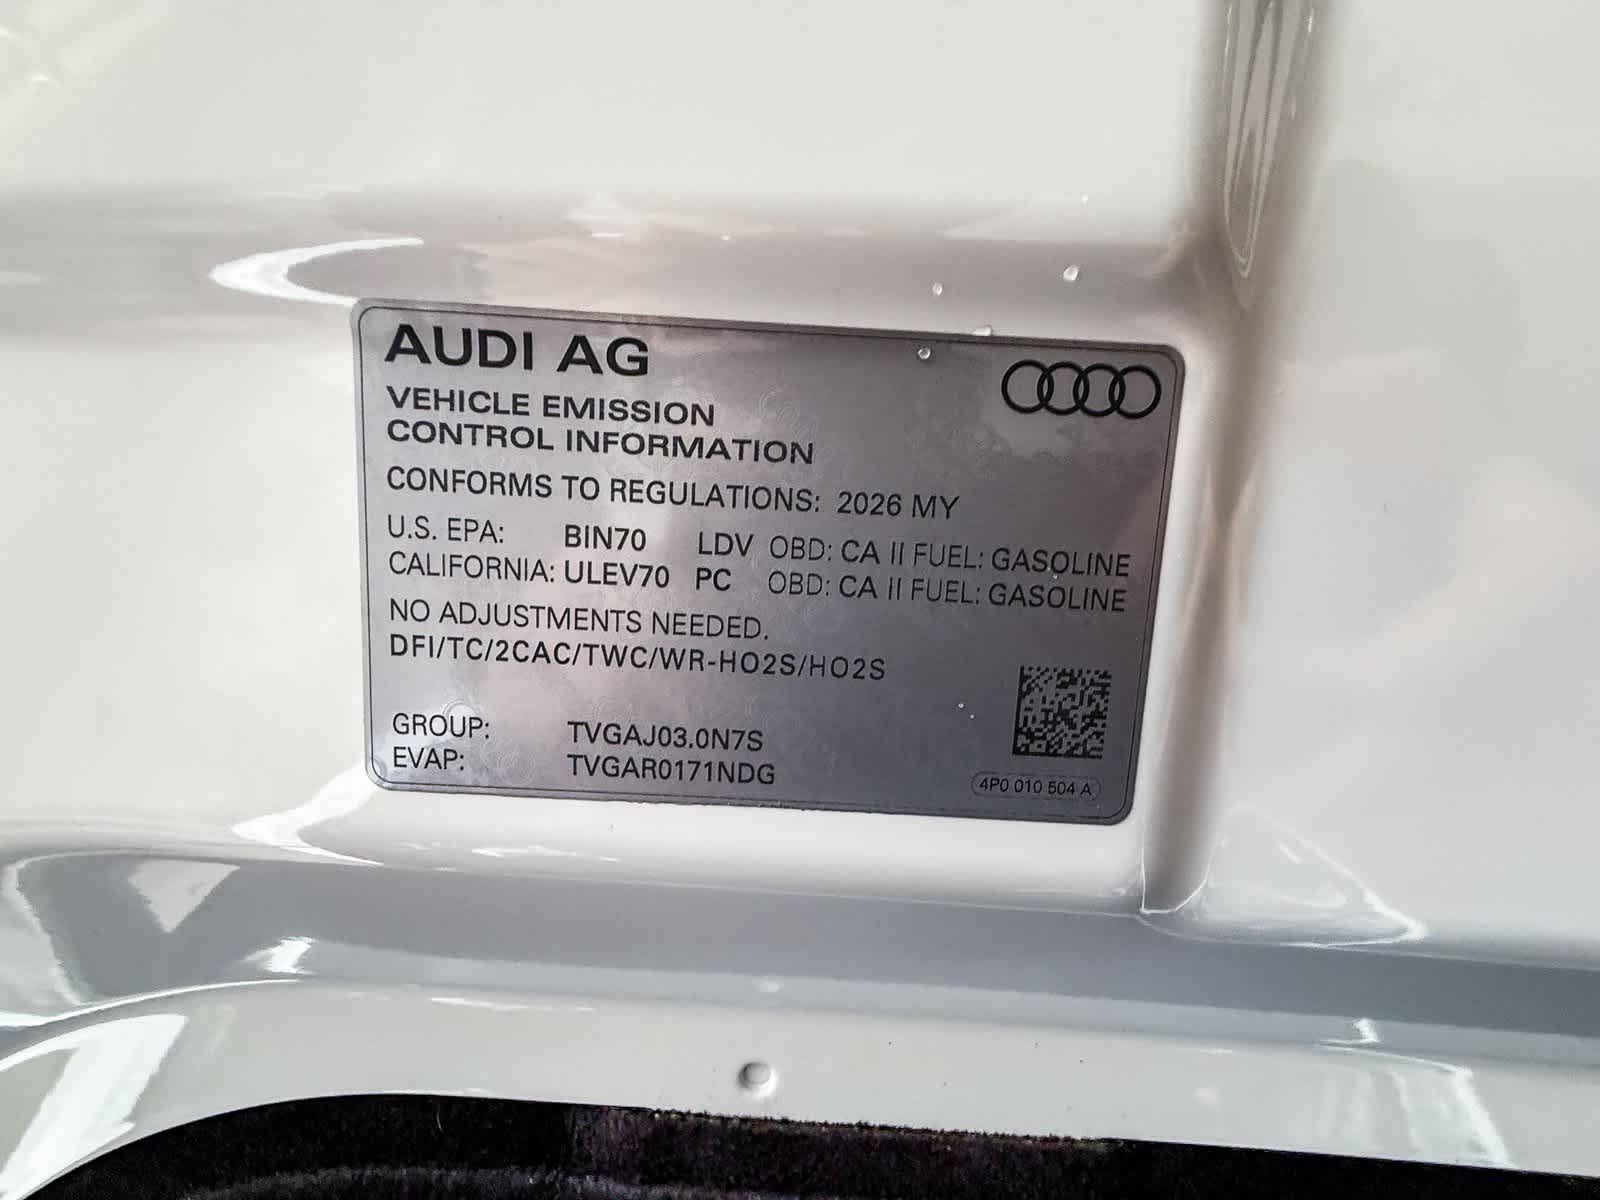 AUDI AG
VEHICLE EMISSION
CONTROL INFORMATION
CONFORMS TO REGULATIONS: 2026 MY
U.S. EPA: BIN70 LDV OBD: CA II FUEL: GASOLINE
CALIFORNIA: ULEV70 PC OBD: CA II FUEL: GASOLINE
NO ADJUSTMENTS NEEDED.
DFI/TC/2CAC/TWC/WR-HO2S/HO2S
GROUP: TVGAJ03.0N7S
EVAP: TVGAR0171NDG
4P0 010 504 A